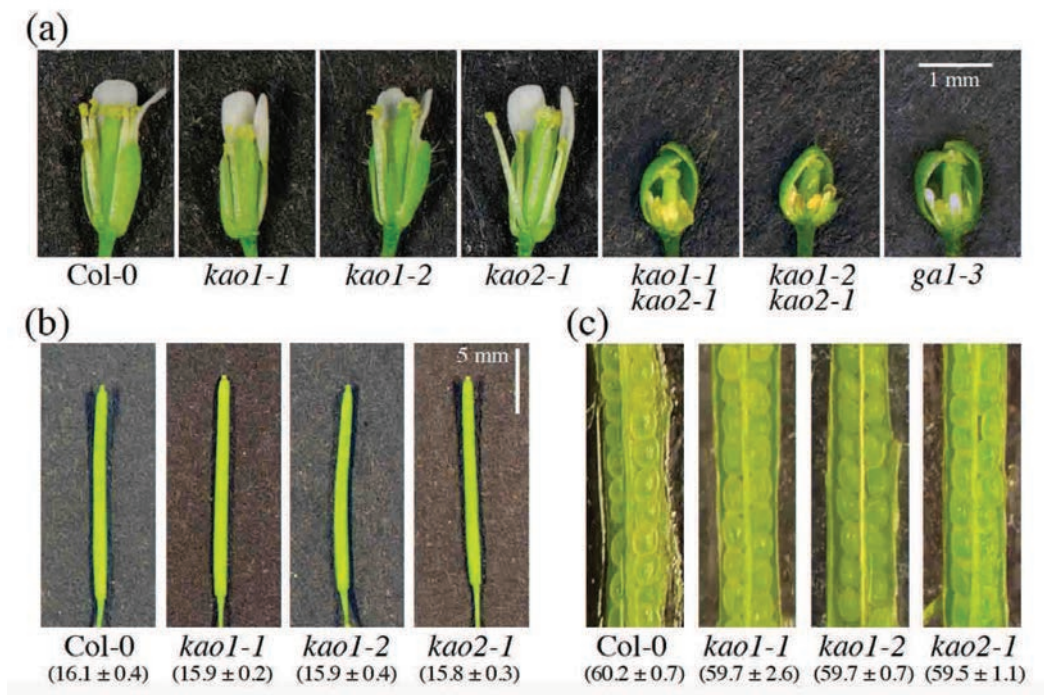 (a)
1 mm
Col-0 kao1-1 kao1-2 kao2-1 kao1-1 kao1-2 ga1-3
kao2-1 kao2-1
(b) (c)
5 mm
Col-0 kao1-1 kao1-2 kao2-1 Col-0 kao1-1 kao1-2 kao2-1
(16.1 ± 0.4) (15.9 ± 0.2) (15.9 ± 0.4) (15.8 ± 0.3) (60.2 ± 0.7) (59.7 ± 2.6) (59.7 ± 0.7) (59.5 ± 1.1)